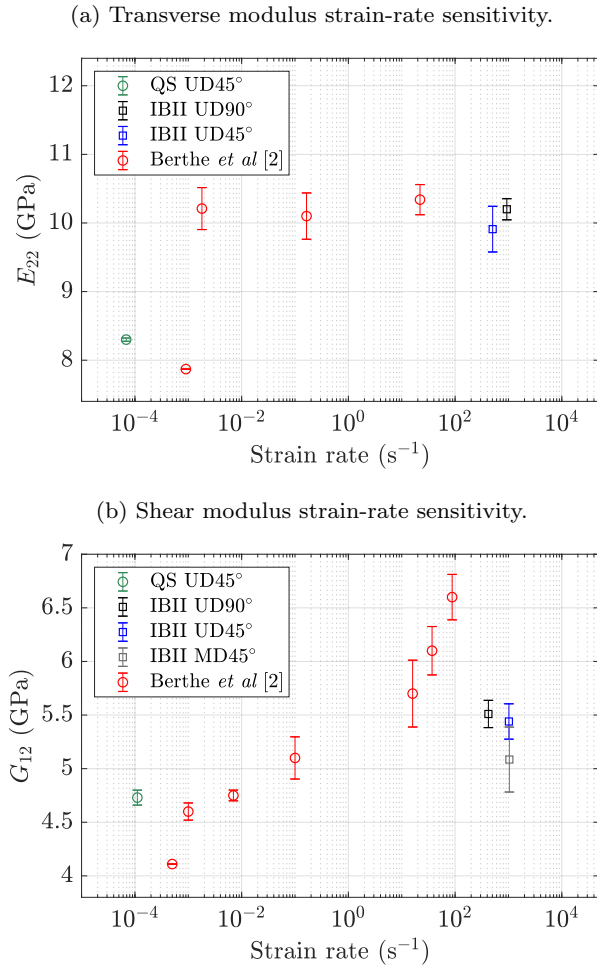 (a) Transverse modulus strain-rate sensitivity.
12
11
10
9
8
E₂₂ (GPa)
QS UD45°
IBII UD90°
IBII UD45°
Berthe et al [2]
10⁻⁴ 10⁻² 10⁰ 10² 10⁴
Strain rate (s⁻¹)
(b) Shear modulus strain-rate sensitivity.
7
6.5
6
5.5
5
4.5
4
G₁₂ (GPa)
QS UD45°
IBII UD90°
IBII UD45°
IBII MD45°
Berthe et al [2]
10⁻⁴ 10⁻² 10⁰ 10² 10⁴
Strain rate (s⁻¹)